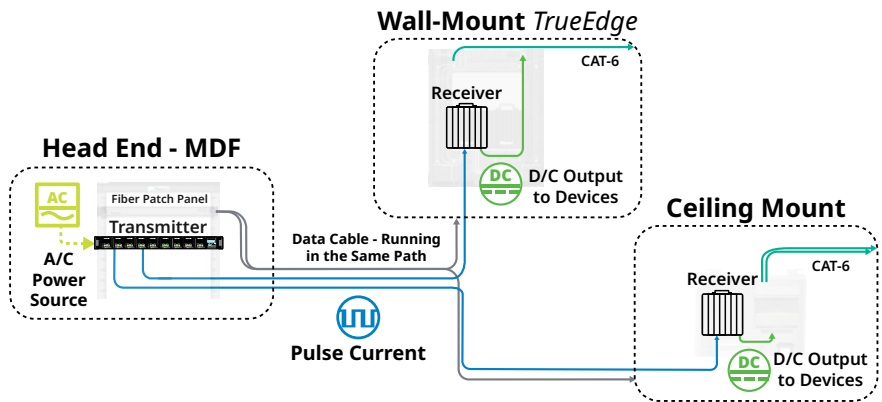 Wall-Mount TrueEdge
CAT-6
Receiver
DC
D/C Output
to Devices
Head End - MDF
AC
Fiber Patch Panel
Transmitter
A/C
Power
Source
Data Cable - Running
in the Same Path
Pulse Current
Ceiling Mount
CAT-6
Receiver
DC
D/C Output
to Devices